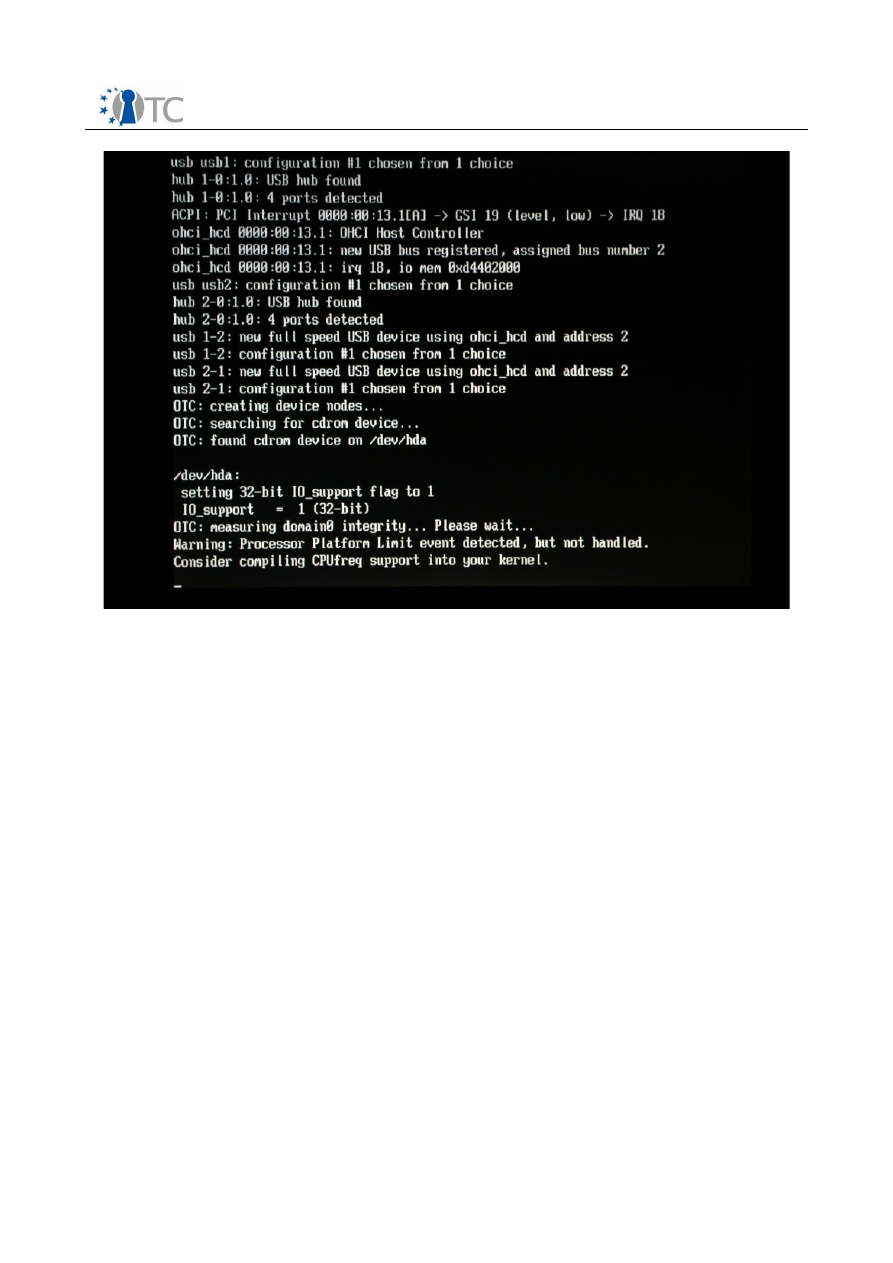 OTC
usb usb1: configuration #1 chosen from 1 choice
hub 1-0:1.0: USB hub found
hub 1-0:1.0: 4 ports detected
ACPI: PCI Interrupt 0000:00:13.1[A] -> GSI 19 (level, low) -> IRQ 18
ohci_hcd 0000:00:13.1: OHCI Host Controller
ohci_hcd 0000:00:13.1: new USB bus registered, assigned bus number 2
ohci_hcd 0000:00:13.1: irq 18, io mem 0xd4402000
usb usb2: configuration #1 chosen from 1 choice
hub 2-0:1.0: USB hub found
hub 2-0:1.0: 4 ports detected
usb 1-2: new full speed USB device using ohci_hcd and address 2
usb 1-2: configuration #1 chosen from 1 choice
usb 2-1: new full speed USB device using ohci_hcd and address 2
usb 2-1: configuration #1 chosen from 1 choice
OTC: creating device nodes...
OTC: searching for cdrom device...
OTC: found cdrom device on /dev/hda
/dev/hda:
setting 32-bit IO_support flag to 1
IO_support = 1 (32-bit)
OTC: measuring domain0 integrity... Please wait...
Warning: Processor Platform Limit event detected, but not handled.
Consider compiling CPUfreq support into your kernel.
_